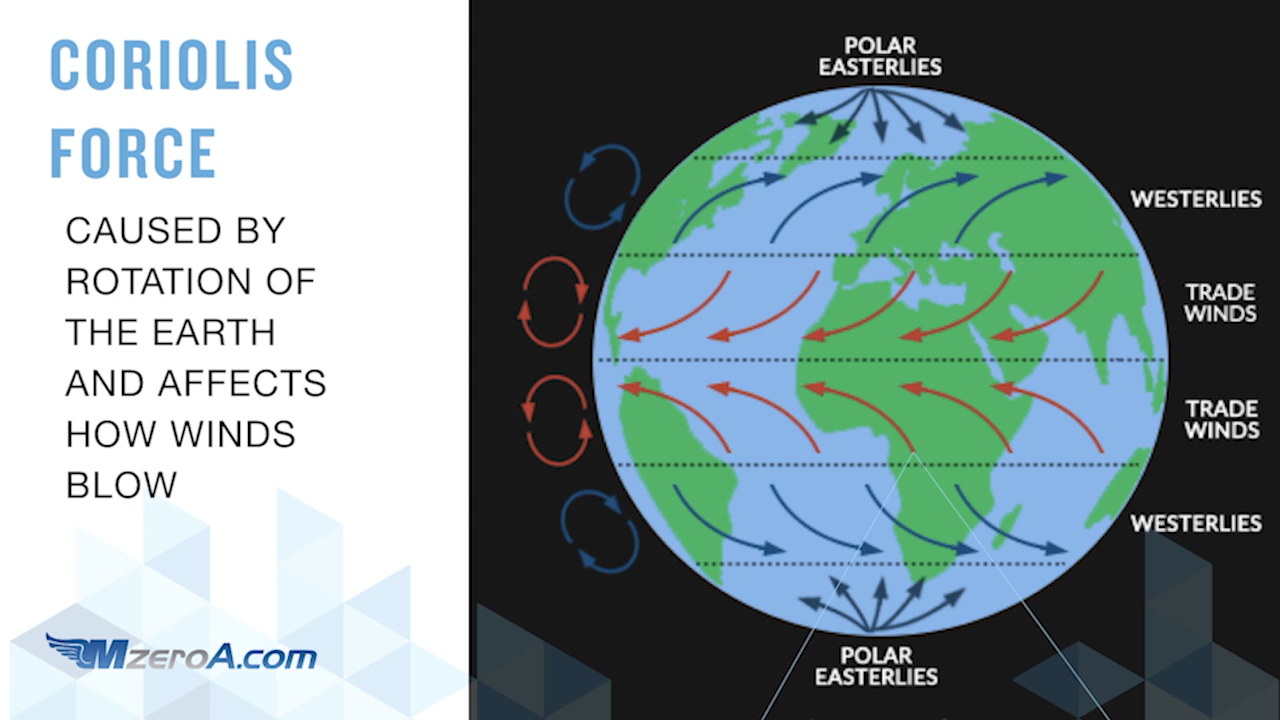 CORIOLIS
FORCE
CAUSED BY
ROTATION OF
THE EARTH
AND AFFECTS
HOW WINDS
BLOW
MzeroA.com
POLAR
EASTERLIES
WESTERLIES
TRADE
WINDS
TRADE
WINDS
WESTERLIES
POLAR
EASTERLIES